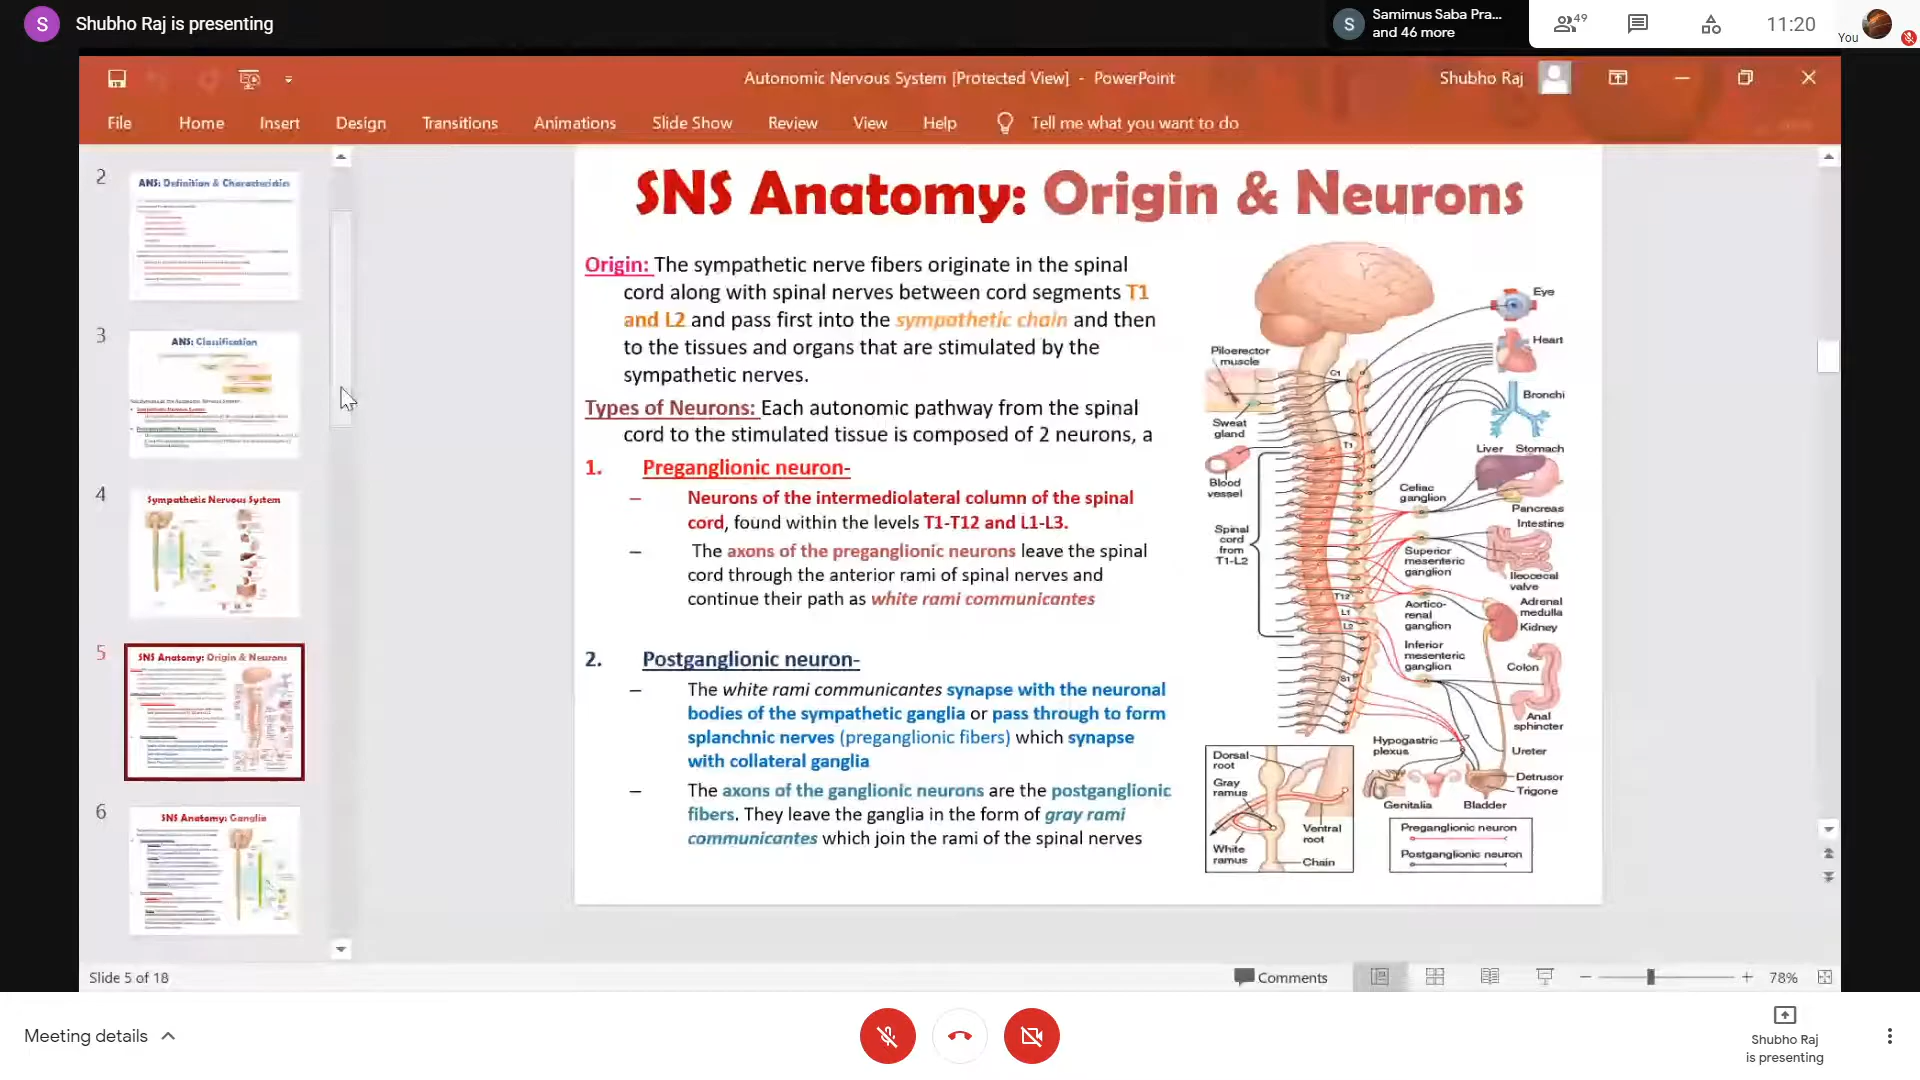 S
Shubho Raj is presenting
S
Samimus Saba Pra...
and 46 more
49
11:20
You
Autonomic Nervous System [Protected View] - PowerPoint
Shubho Raj
File Home Insert Design Transitions Animations Slide Show Review View Help Tell me what you want to do
2
ANS: Definition & Characteristics
3
ANS: Classification
4
Sympathetic Nervous System
5
SNS Anatomy: Origin & Neurons
6
SNS Anatomy: Ganglia
SNS Anatomy: Origin & Neurons
Origin: The sympathetic nerve fibers originate in the spinal
cord along with spinal nerves between cord segments T1
and L2 and pass first into the sympathetic chain and then
to the tissues and organs that are stimulated by the
sympathetic nerves.
Types of Neurons: Each autonomic pathway from the spinal
cord to the stimulated tissue is composed of 2 neurons, a
1. Preganglionic neuron-
– Neurons of the intermediolateral column of the spinal
cord, found within the levels T1-T12 and L1-L3.
– The axons of the preganglionic neurons leave the spinal
cord through the anterior rami of spinal nerves and
continue their path as white rami communicantes
2. Postganglionic neuron-
– The white rami communicantes synapse with the neuronal
bodies of the sympathetic ganglia or pass through to form
splanchnic nerves (preganglionic fibers) which synapse
with collateral ganglia
– The axons of the ganglionic neurons are the postganglionic
fibers. They leave the ganglia in the form of gray rami
communicantes which join the rami of the spinal nerves
Piloerector
muscle
Sweat
gland
Blood
vessel
Spinal
cord
from
T1-L2
C1
T1
T12
L1
L2
S1
Eye
Heart
Bronchi
Liver Stomach
Celiac
ganglion
Pancreas
Intestine
Superior
mesenteric
ganglion
Ileocecal
valve
Aortico-
renal
ganglion
Adrenal
medulla
Kidney
Inferior
mesenteric
ganglion
Colon
Anal
sphincter
Hypogastric
plexus
Ureter
Detrusor
Trigone
Genitalia Bladder
Dorsal
root
Gray
ramus
White
ramus
Ventral
root
Chain
Preganglionic neuron
Postganglionic neuron
Slide 5 of 18
Comments
78%
Meeting details
Shubho Raj
is presenting